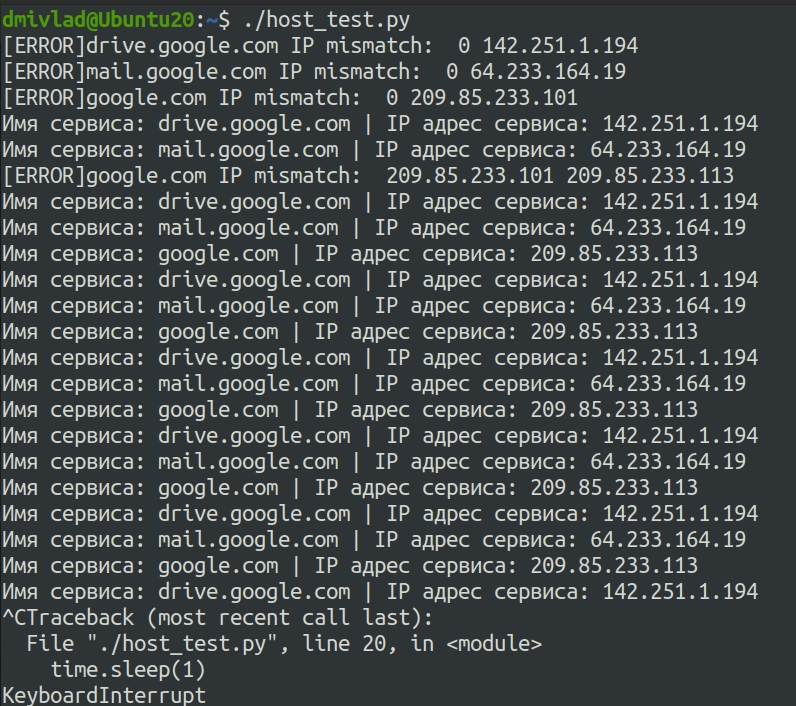 dmivlad@Ubuntu20:~$ ./host_test.py
[ERROR]drive.google.com IP mismatch:  0 142.251.1.194
[ERROR]mail.google.com IP mismatch:  0 64.233.164.19
[ERROR]google.com IP mismatch:  0 209.85.233.101
Имя сервиса: drive.google.com | IP адрес сервиса: 142.251.1.194
Имя сервиса: mail.google.com | IP адрес сервиса: 64.233.164.19
[ERROR]google.com IP mismatch:  209.85.233.101 209.85.233.113
Имя сервиса: drive.google.com | IP адрес сервиса: 142.251.1.194
Имя сервиса: mail.google.com | IP адрес сервиса: 64.233.164.19
Имя сервиса: google.com | IP адрес сервиса: 209.85.233.113
Имя сервиса: drive.google.com | IP адрес сервиса: 142.251.1.194
Имя сервиса: mail.google.com | IP адрес сервиса: 64.233.164.19
Имя сервиса: google.com | IP адрес сервиса: 209.85.233.113
Имя сервиса: drive.google.com | IP адрес сервиса: 142.251.1.194
Имя сервиса: mail.google.com | IP адрес сервиса: 64.233.164.19
Имя сервиса: google.com | IP адрес сервиса: 209.85.233.113
Имя сервиса: drive.google.com | IP адрес сервиса: 142.251.1.194
Имя сервиса: mail.google.com | IP адрес сервиса: 64.233.164.19
Имя сервиса: google.com | IP адрес сервиса: 209.85.233.113
Имя сервиса: drive.google.com | IP адрес сервиса: 142.251.1.194
Имя сервиса: mail.google.com | IP адрес сервиса: 64.233.164.19
Имя сервиса: google.com | IP адрес сервиса: 209.85.233.113
Имя сервиса: drive.google.com | IP адрес сервиса: 142.251.1.194
^CTraceback (most recent call last):
  File "./host_test.py", line 20, in <module>
    time.sleep(1)
KeyboardInterrupt